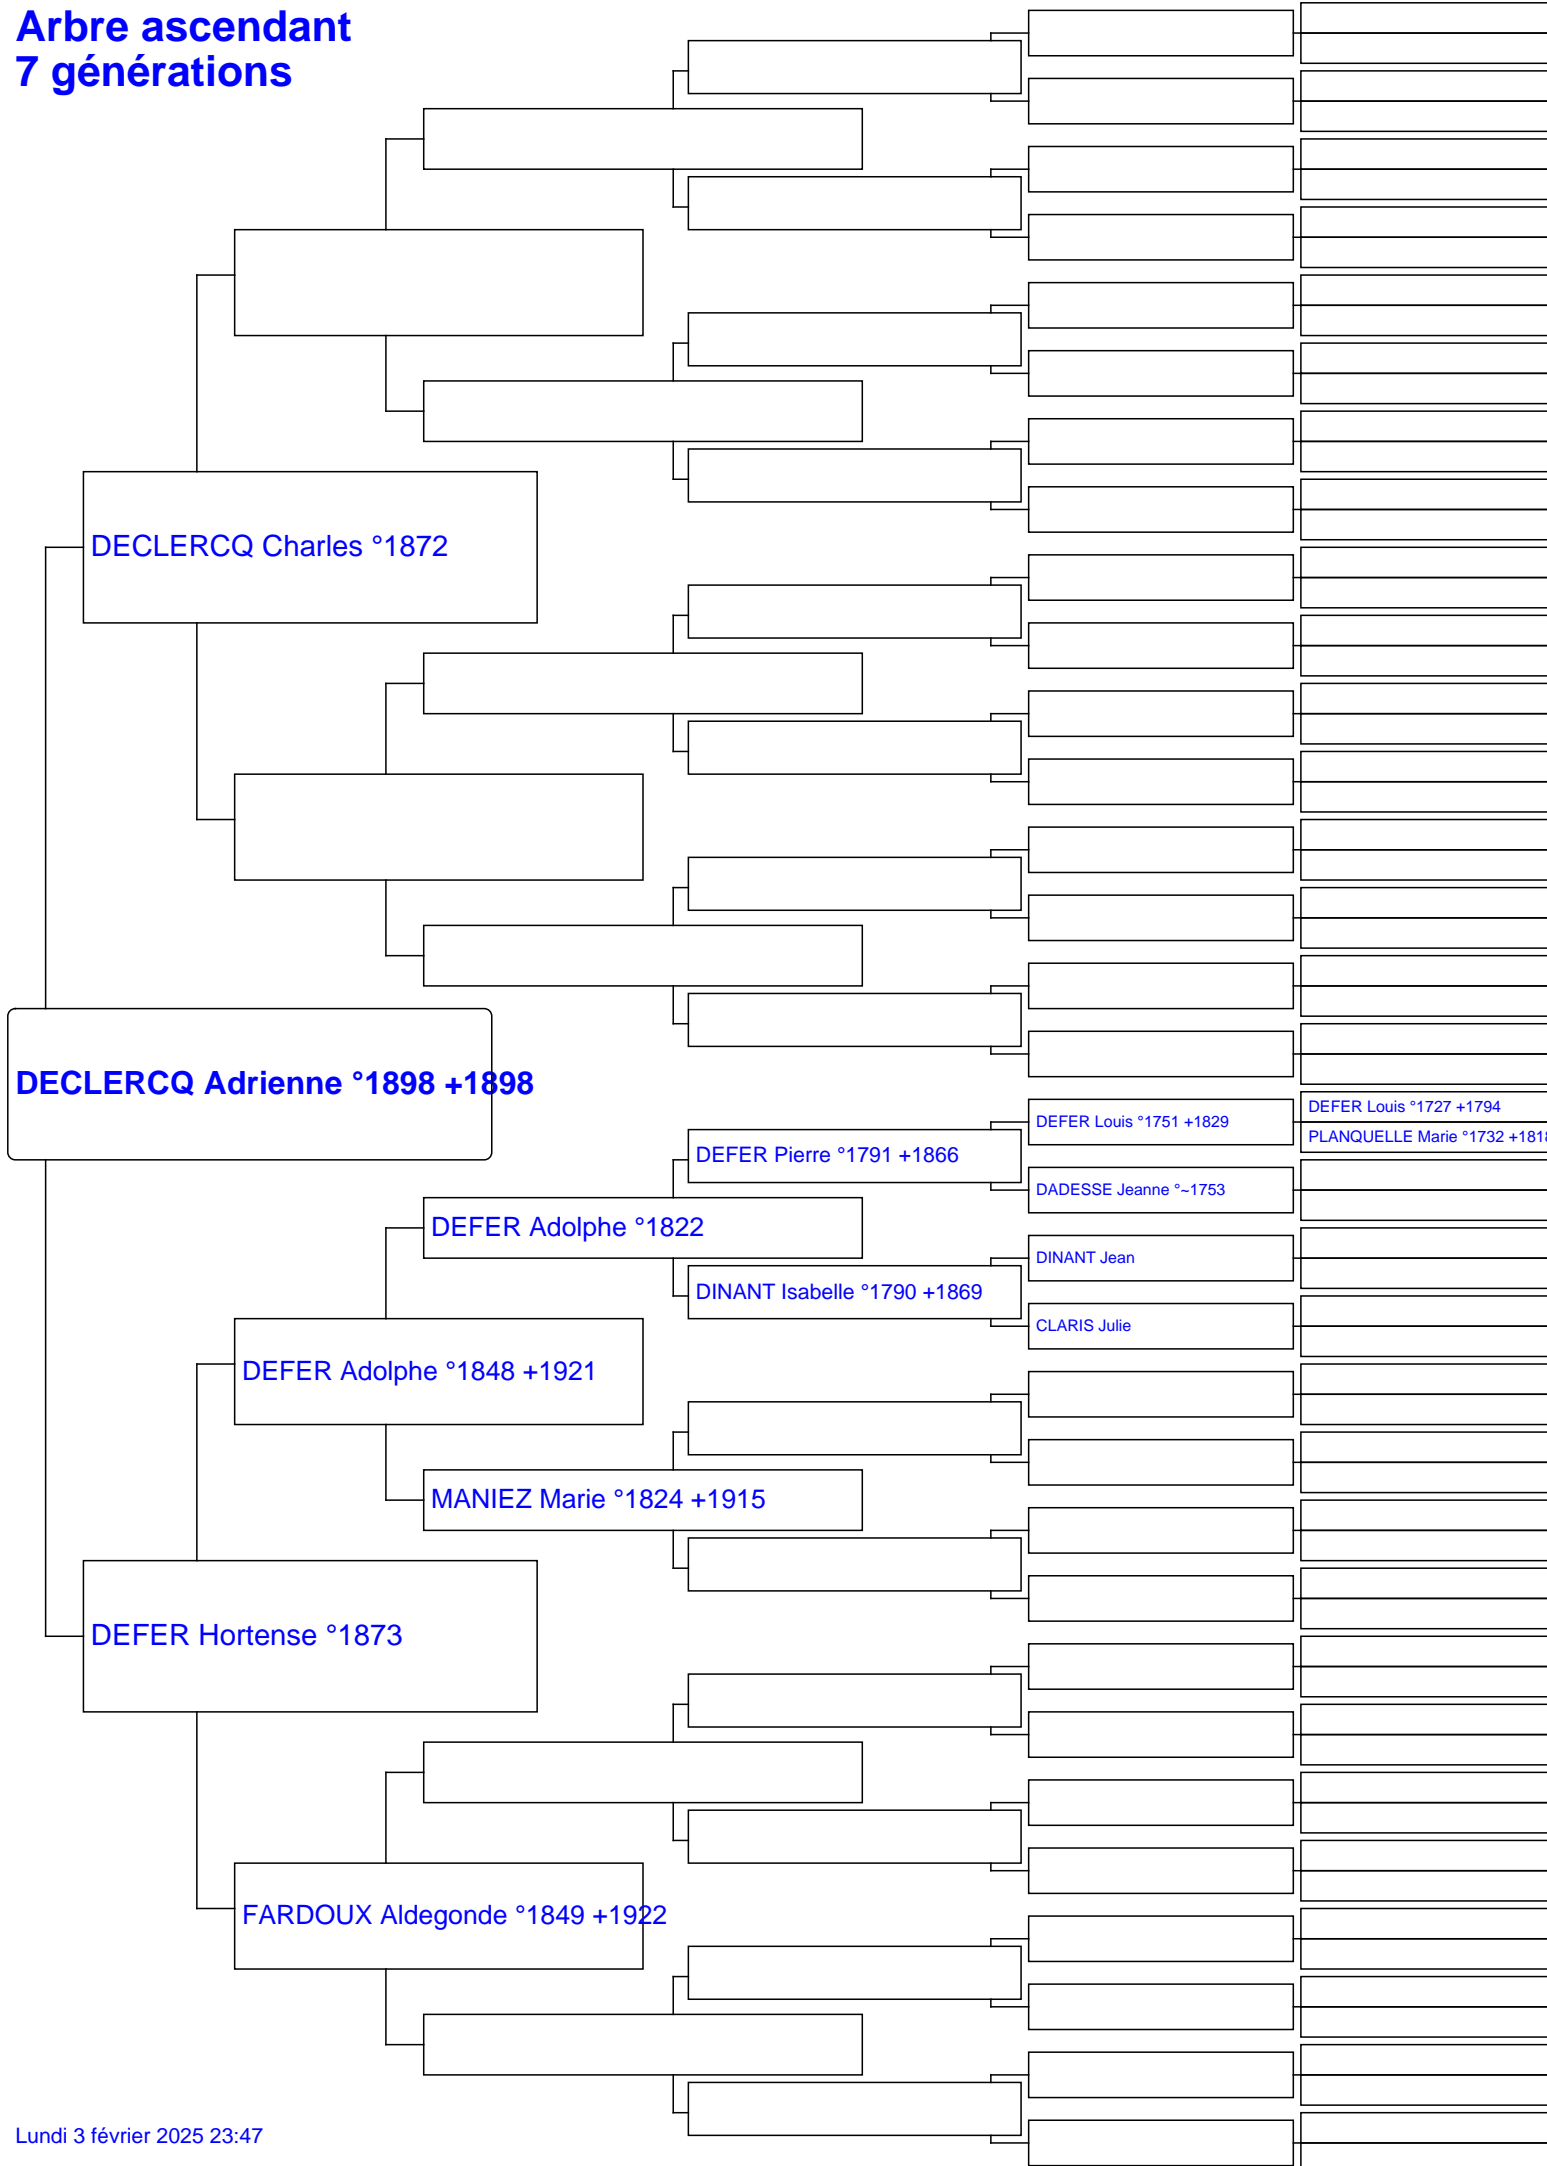 Arbre ascendant
7 générations
DECLERCQ Charles °1872
DECLERCQ Adrienne °1898 +1898
DEFER Louis °1727 +1794
DEFER Louis °1751 +1829
PLANQUELLE Marie °1732 +1818
DEFER Pierre °1791 +1866
DADESSE Jeanne °~1753
DEFER Adolphe °1822
DINANT Jean
DINANT Isabelle °1790 +1869
CLARIS Julie
DEFER Adolphe °1848 +1921
MANIEZ Marie °1824 +1915
DEFER Hortense °1873
FARDOUX Aldegonde °1849 +1922
Lundi 3 février 2025 23:47